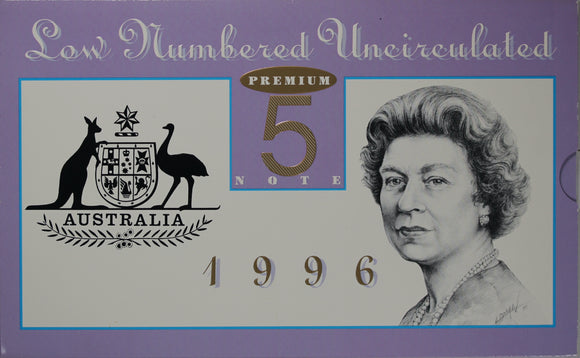 Low Numbered Uncirculated
PREMIUM
5
NOTE
AUSTRALIA
1996